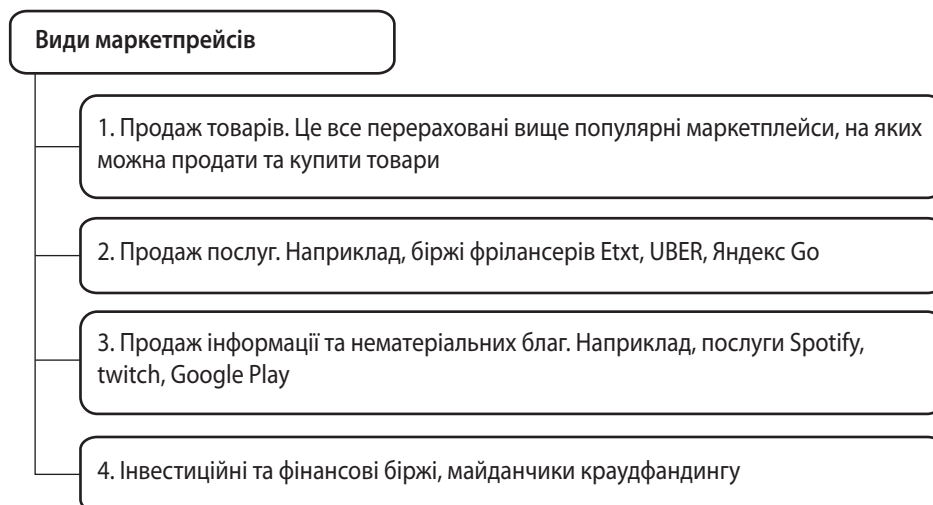 Види маркетпрейсів
1. Продаж товарів. Це все перераховані вище популярні маркетплейси, на яких
можна продати та купити товари
2. Продаж послуг. Наприклад, біржі фрілансерів Etxt, UBER, Яндекс Go
3. Продаж інформації та нематеріальних благ. Наприклад, послуги Spotify,
twitch, Google Play
4. Інвестиційні та фінансові біржі, майданчики краудфандингу